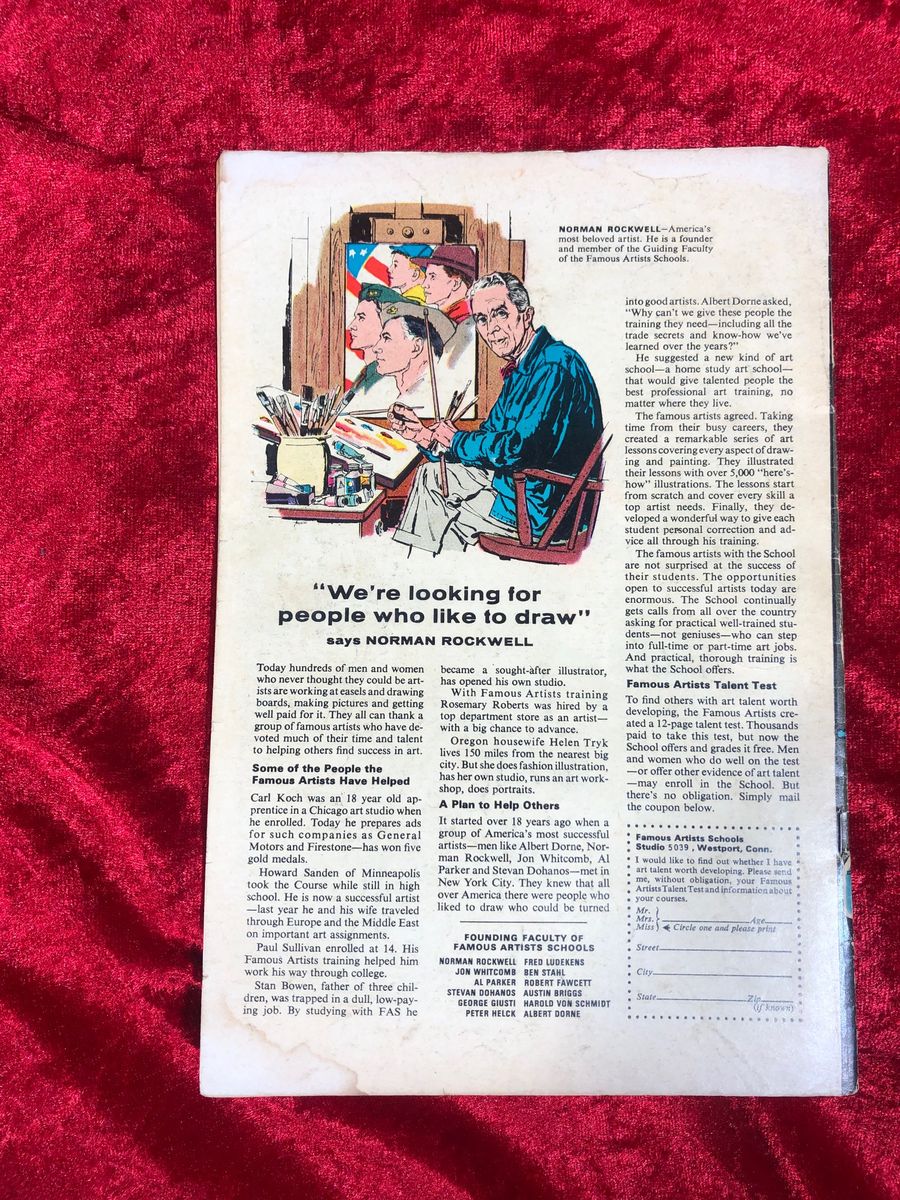 NORMAN ROCKWELL—America's
most beloved artist. He is a founder
and member of the Guiding Faculty
of the Famous Artists Schools.
"We're looking for
people who like to draw"
says NORMAN ROCKWELL
Today hundreds of men and women
who never thought they could be art-
ists are working at easels and drawing
boards, making pictures and getting
well paid for it. They all can thank a
group of famous artists who have de-
voted much of their time and talent
to helping others find success in art.
Some of the People the
Famous Artists Have Helped
Carl Koch was an 18 year old ap-
prentice in a Chicago art studio when
he enrolled. Today he prepares ads
for such companies as General
Motors and Firestone—has won five
gold medals.
Howard Sanden of Minneapolis
took the Course while still in high
school. He is now a successful artist
—last year he and his wife traveled
through Europe and the Middle East
on important art assignments.
Paul Sullivan enrolled at 14. His
Famous Artists training helped him
work his way through college.
Stan Bowen, father of three chil-
dren, was trapped in a dull, low-pay-
ing job. By studying with FAS he
became a sought-after illustrator,
has opened his own studio.
With Famous Artists training
Rosemary Roberts was hired by a
top department store as an artist—
with a big chance to advance.
Oregon housewife Helen Tryk
lives 150 miles from the nearest big
city. But she does fashion illustration,
has her own studio, runs an art work-
shop, does portraits.
A Plan to Help Others
It started over 18 years ago when a
group of America's most successful
artists—men like Albert Dorne, Nor-
man Rockwell, Jon Whitcomb, Al
Parker and Stevan Dohanos—met in
New York City. They knew that all
over America there were people who
liked to draw who could be turned
into good artists. Albert Dorne asked,
"Why can't we give these people the
training they need—including all the
trade secrets and know-how we've
learned over the years?"
He suggested a new kind of art
school—a home study art school—
that would give talented people the
best professional art training, no
matter where they live.
The famous artists agreed. Taking
time from their busy careers, they
created a remarkable series of art
lessons covering every aspect of draw-
ing and painting. They illustrated
their lessons with over 5,000 "here's-
how" illustrations. The lessons start
from scratch and cover every skill a
top artist needs. Finally, they de-
veloped a wonderful way to give each
student personal correction and ad-
vice all through his training.
The famous artists with the School
are not surprised at the success of
their students. The opportunities
open to successful artists today are
enormous. The School continually
gets calls from all over the country
asking for practical well-trained stu-
dents—not geniuses—who can step
into full-time or part-time art jobs.
And practical, thorough training is
what the School offers.
Famous Artists Talent Test
To find others with art talent worth
developing, the Famous Artists cre-
ated a 12-page talent test. Thousands
paid to take this test, but now the
School offers and grades it free. Men
and women who do well on the test
—or offer other evidence of art talent
—may enroll in the School. But
there's no obligation. Simply mail
the coupon below.
FOUNDING FACULTY OF
FAMOUS ARTISTS SCHOOLS
NORMAN ROCKWELL FRED LUDEKENS
JON WHITCOMB BEN STAHL
AL PARKER ROBERT FAWCETT
STEVAN DOHANOS AUSTIN BRIGGS
GEORGE GIUSTI HAROLD VON SCHMIDT
PETER HELCK ALBERT DORNE
Famous Artists Schools
Studio 5039, Westport, Conn.
I would like to find out whether I have
art talent worth developing. Please send
me, without obligation, your Famous
Artists Talent Test and information about
your courses.
Mr.
Mrs. Age
Miss Circle one and please print
Street
City
State Zip
(if known)